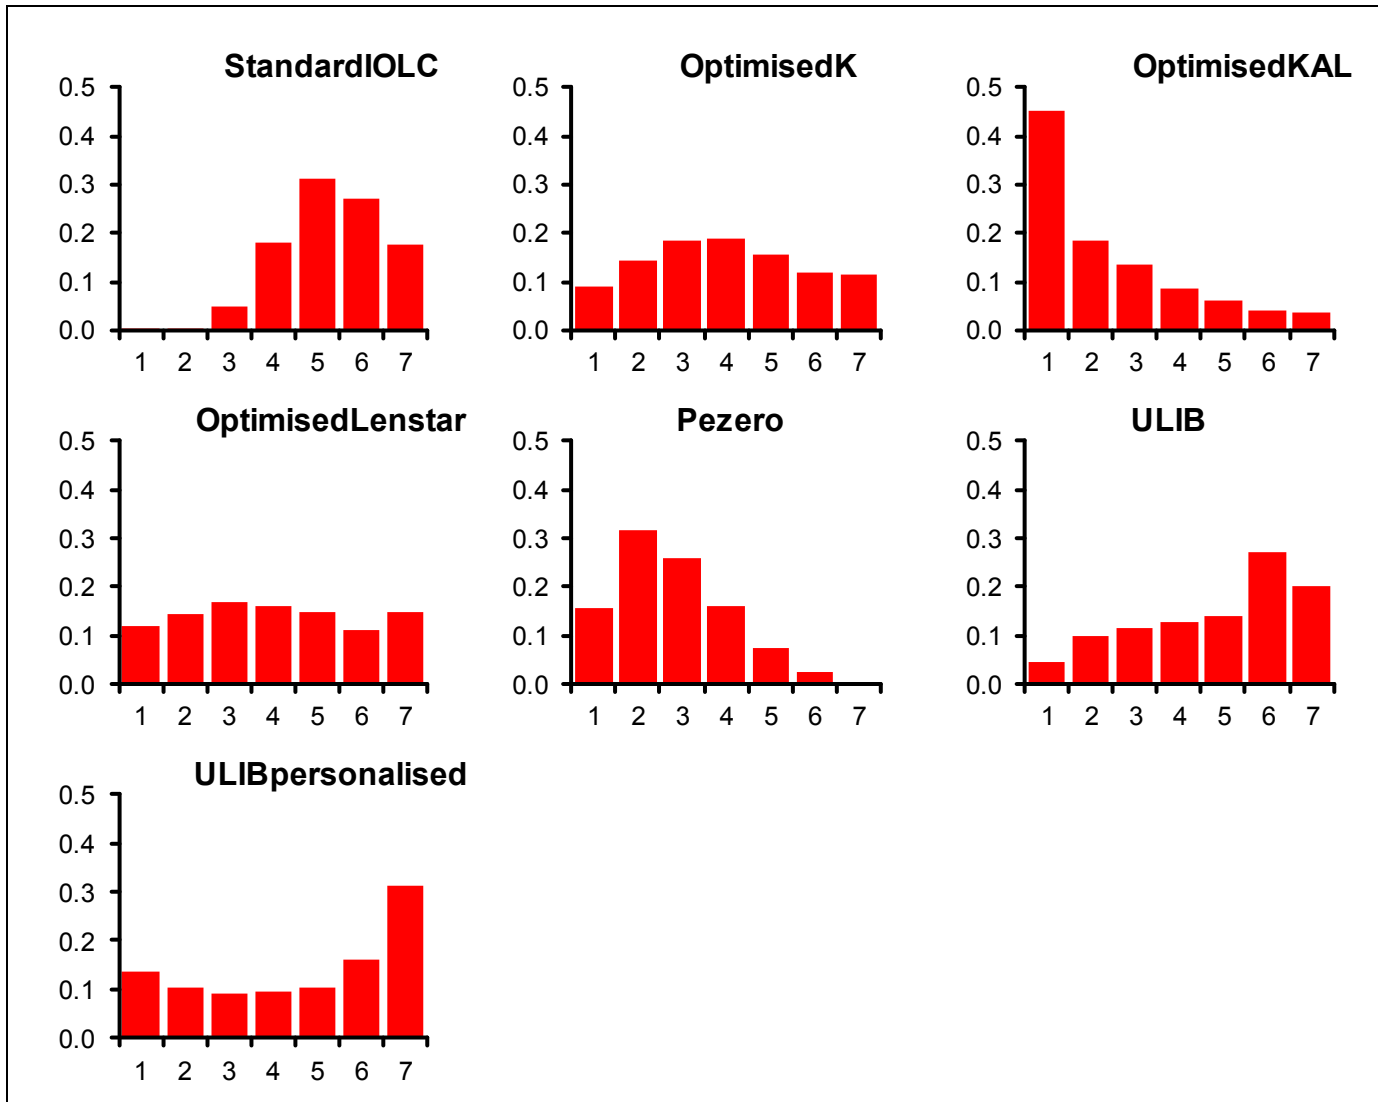 StandardIOLC OptimisedK OptimisedKAL
0.5 0.5 0.5
0.4 0.4 0.4
0.3 0.3 0.3
0.2 0.2 0.2
0.1 0.1 0.1
0.0 0.0 0.0
1 2 3 4 5 6 7 1 2 3 4 5 6 7 1 2 3 4 5 6 7
OptimisedLenstar Pezero ULIB
0.5 0.5 0.5
0.4 0.4 0.4
0.3 0.3 0.3
0.2 0.2 0.2
0.1 0.1 0.1
0.0 0.0 0.0
1 2 3 4 5 6 7 1 2 3 4 5 6 7 1 2 3 4 5 6 7
ULIBpersonalised
0.5
0.4
0.3
0.2
0.1
0.0
1 2 3 4 5 6 7